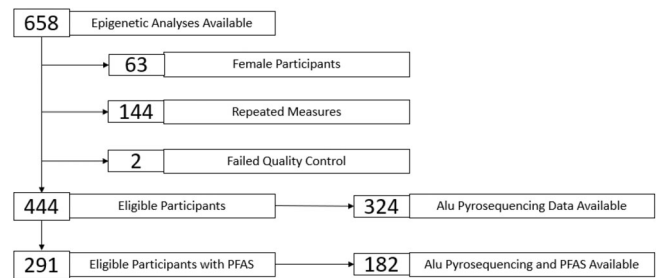 658 Epigenetic Analyses Available
63 Female Participants
144 Repeated Measures
2 Failed Quality Control
444 Eligible Participants 324 Alu Pyrosequencing Data Available
291 Eligible Participants with PFAS 182 Alu Pyrosequencing and PFAS Available